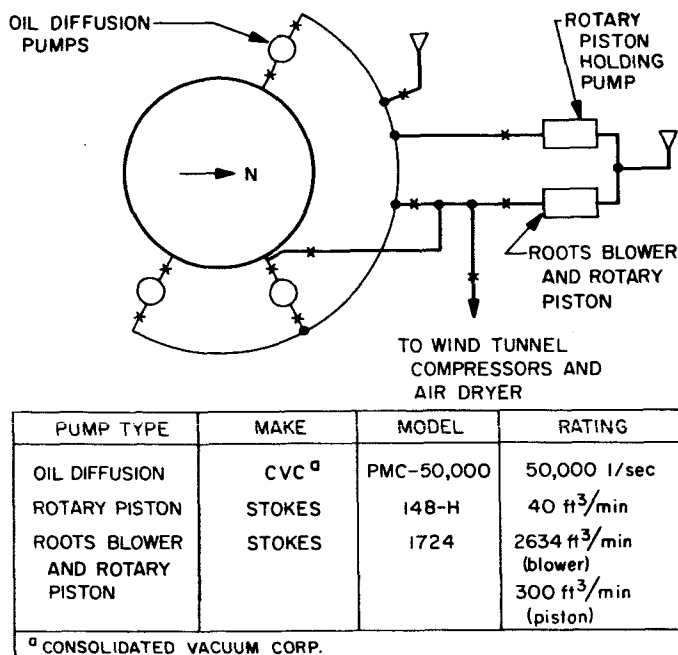 OIL DIFFUSION
PUMPS
ROTARY
PISTON
HOLDING
PUMP
N
ROOTS BLOWER
AND ROTARY
PISTON
TO WIND TUNNEL
COMPRESSORS AND
AIR DRYER
PUMP TYPE MAKE MODEL RATING
OIL DIFFUSION CVC a PMC-50,000 50,000 l/sec
ROTARY PISTON STOKES 148-H 40 ft³/min
ROOTS BLOWER STOKES 1724 2634 ft³/min
AND ROTARY (blower)
PISTON 300 ft³/min
(piston)
a CONSOLIDATED VACUUM CORP.